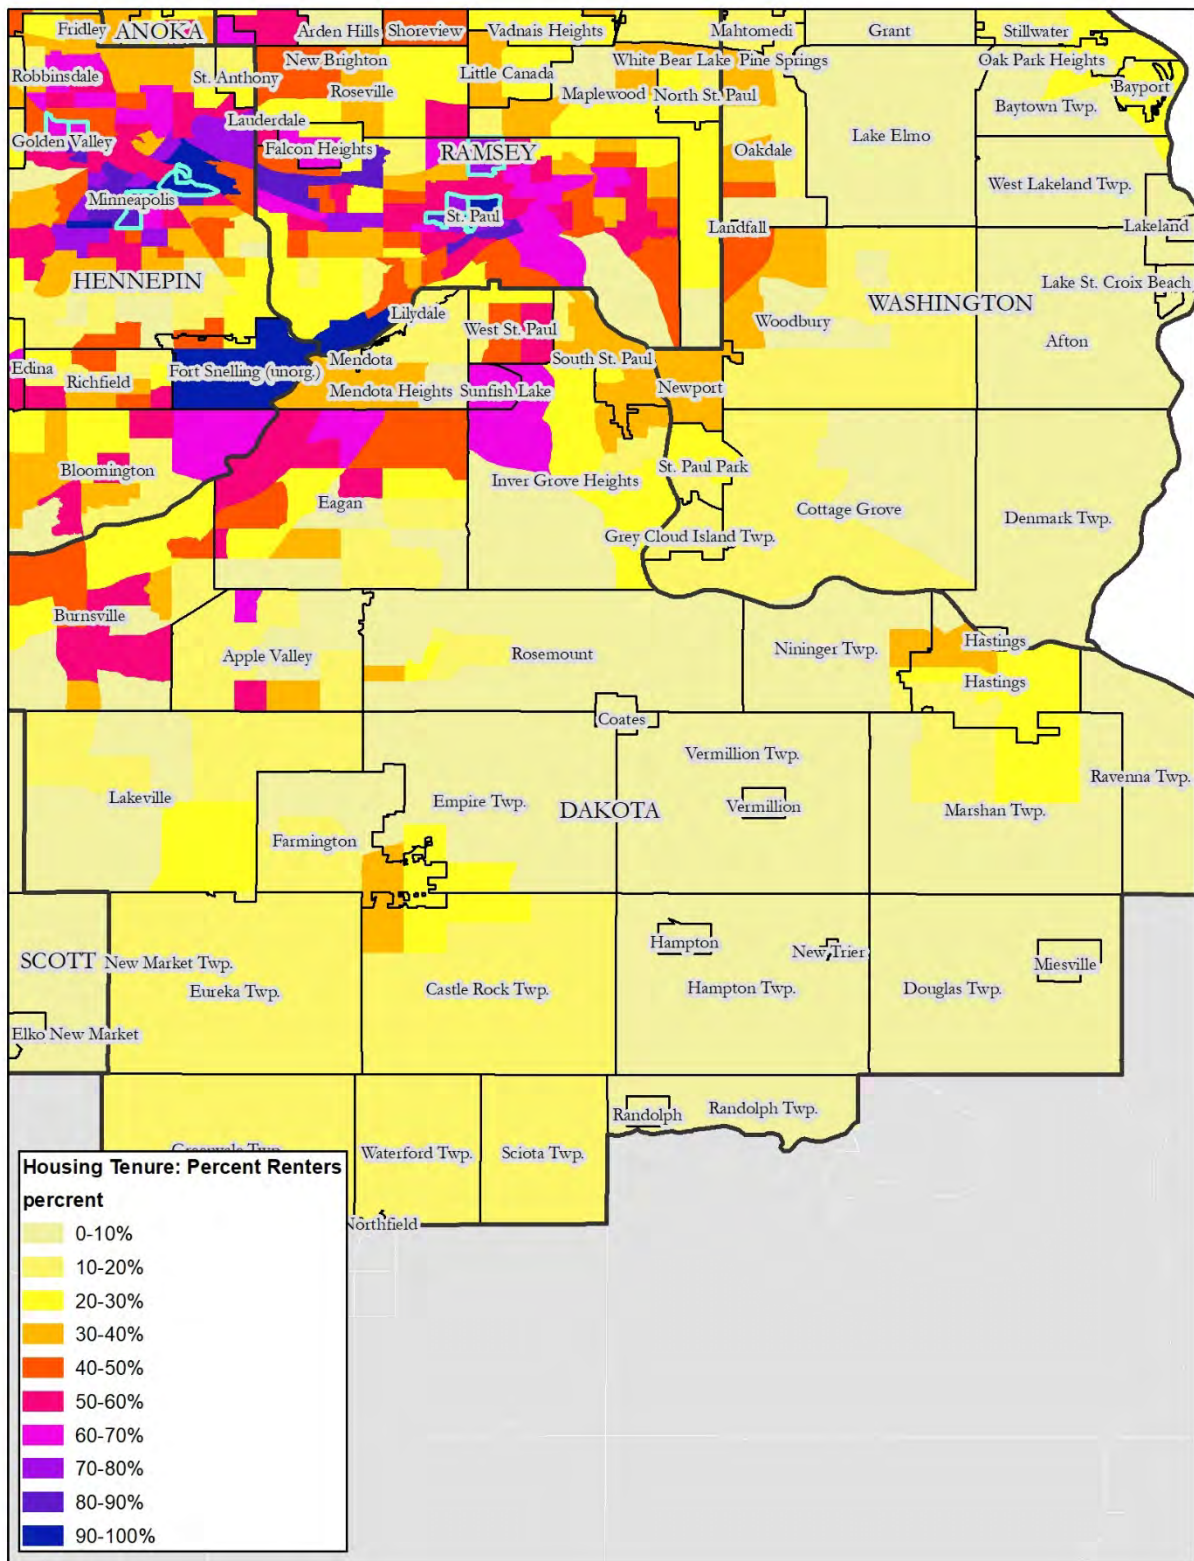 Fridley
ANOKA
Arden Hills
Shoreview
Vadnais Heights
Mahtomedi
Grant
Stillwater
Robbinsdale
St. Anthony
New Brighton
Roseville
Little Canada
White Bear Lake
Pine Springs
Oak Park Heights
Maplewood
North St. Paul
Bayport
Baytown Twp.
Lauderdale
Golden Valley
Falcon Heights
RAMSEY
Oakdale
Lake Elmo
Minneapolis
St. Paul
West Lakeland Twp.
Landfall
Lakeland
HENNEPIN
Lilydale
Lake St. Croix Beach
WASHINGTON
West St. Paul
Woodbury
Afton
Edina
Richfield
Fort Snelling (unorg.)
Mendota
South St. Paul
Mendota Heights
Sunfish Lake
Newport
Bloomington
Eagan
Inver Grove Heights
St. Paul Park
Cottage Grove
Denmark Twp.
Grey Cloud Island Twp.
Burnsville
Apple Valley
Rosemount
Nininger Twp.
Hastings
Hastings
Coates
Vermillion Twp.
Ravenna Twp.
Lakeville
Empire Twp.
DAKOTA
Vermillion
Marshan Twp.
Farmington
SCOTT
New Market Twp.
Hampton
New Trier
Miesville
Eureka Twp.
Castle Rock Twp.
Hampton Twp.
Douglas Twp.
Elko New Market
Randolph
Randolph Twp.
Waterford Twp.
Sciota Twp.
Northfield
Housing Tenure: Percent Renters
percrent
0-10%
10-20%
20-30%
30-40%
40-50%
50-60%
60-70%
70-80%
80-90%
90-100%